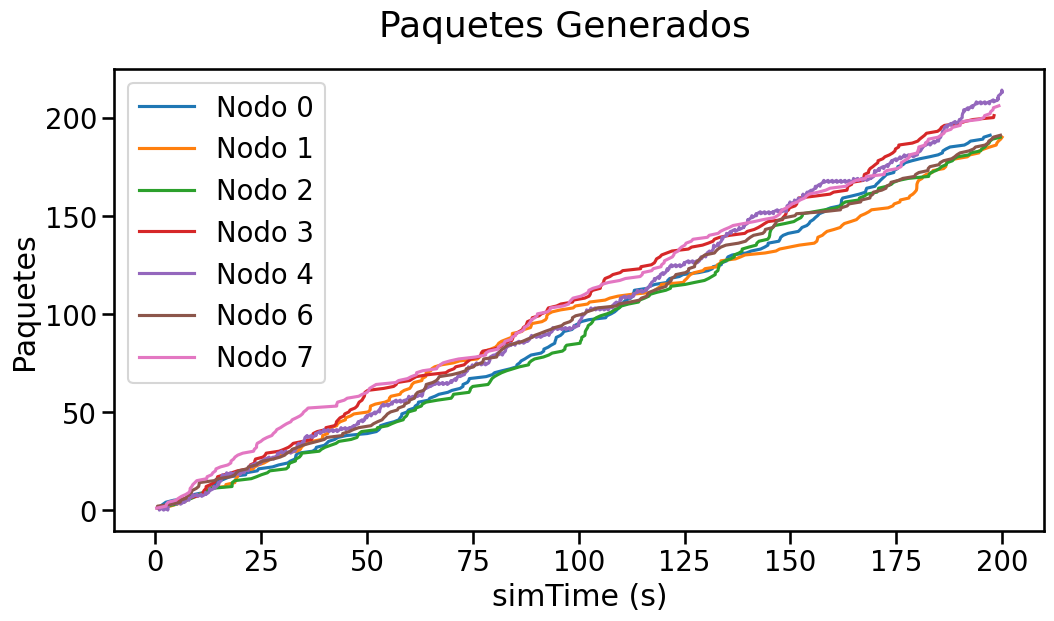 Paquetes Generados
Paquetes
200
150
100
50
0
Nodo 0
Nodo 1
Nodo 2
Nodo 3
Nodo 4
Nodo 6
Nodo 7
0 25 50 75 100 125 150 175 200
simTime (s)